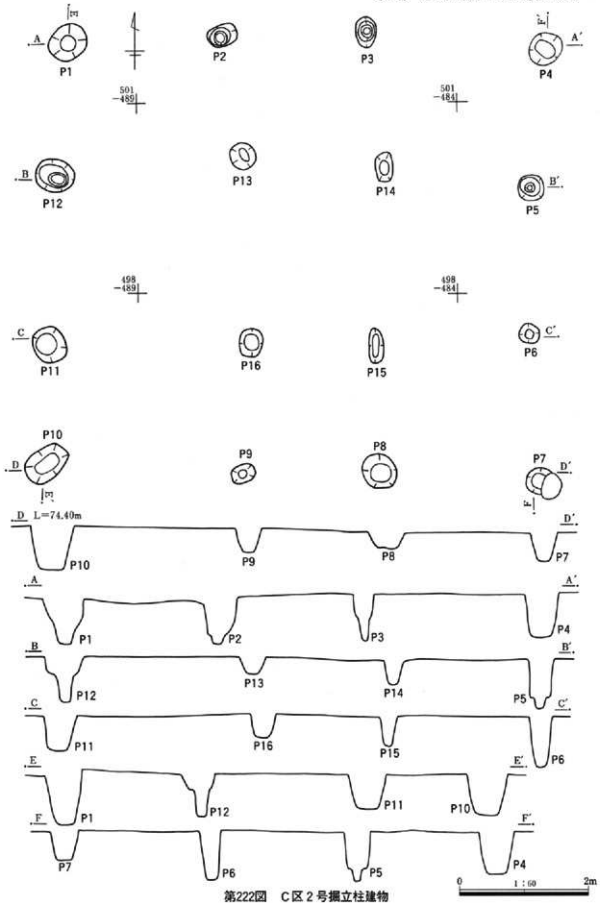 E
A
P1
P2
P3
F'
A'
P4
501
-489
501
-484
B
P12
P13
P14
B'
P5
498
-489
498
-484
C
P11
P16
P15
C'
P6
P10
D
E'
P9
P8
P7
D'
F
D L=74.40m D'
P10
P9
P8
P7
A A'
P1
P2
P3
P4
B B'
P12
P13
P14
P5
C C'
P11
P16
P15
P6
E E'
P1
P12
P11
P10
F F'
P7
P6
P5
P4
第222図 C区2号掘立柱建物
0 1:60 2m